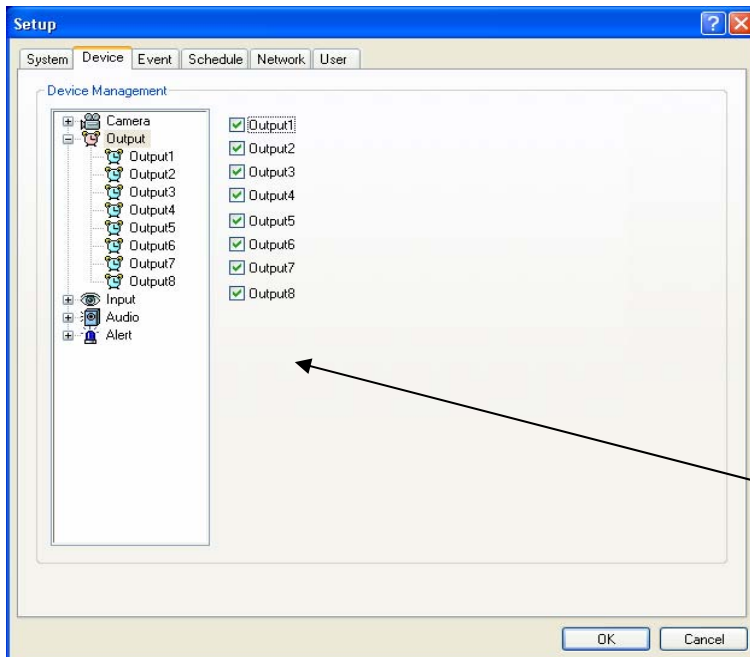 Setup
System Device Event Schedule Network User
Device Management
Camera
Output
Output1
Output2
Output3
Output4
Output5
Output6
Output7
Output8
Input
Audio
Alert
Output1
Output2
Output3
Output4
Output5
Output6
Output7
Output8
OK Cancel